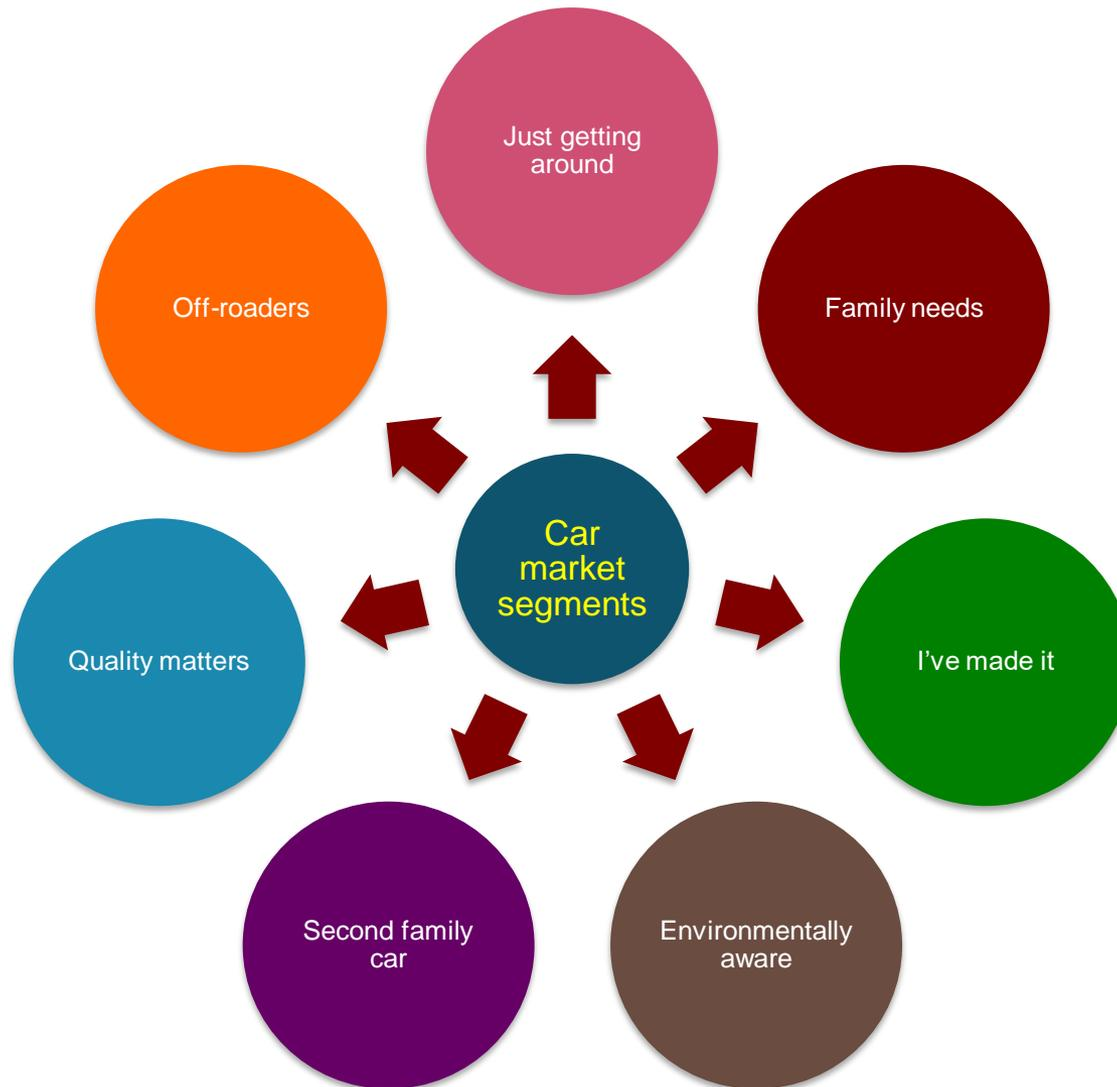 Just getting
around
Family needs
I’ve made it
Environmentally
aware
Second family
car
Quality matters
Off-roaders
Car
market
segments